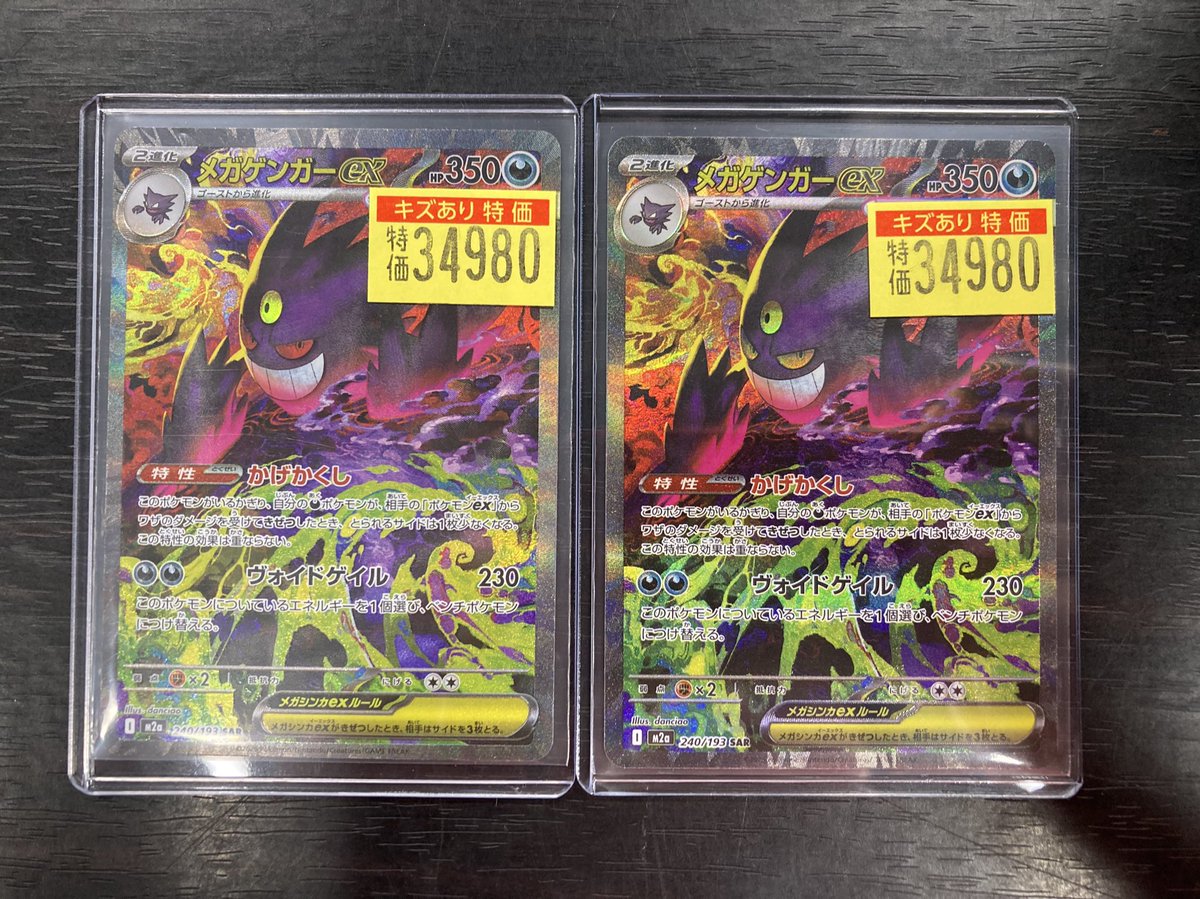 2進化 メガゲンガーex HP350
ゴーストから進化
キズあり特価
特価 34980
特性 とくせい かげかくし
このポケモンがいるかぎり、自分の悪ポケモンが、相手の「ポケモンex」から
ワザのダメージを受けてきぜつしたとき、とられるサイドは1枚少なくなる。
この特性の効果は重ならない。
ヴォイドゲイル 230
このポケモンについているエネルギーを1個選び、ベンチポケモン
につけ替える。
弱点 ×2 抵抗力 にげる
Illus. danciao
メガシンカexルール
メガシンカexがきぜつしたとき、相手はサイドを3枚とる。
I M2a 240/193 SAR
2進化 メガゲンガーex HP350
ゴーストから進化
キズあり特価
特価 34980
特性 とくせい かげかくし
このポケモンがいるかぎり、自分の悪ポケモンが、相手の「ポケモンex」から
ワザのダメージを受けてきぜつしたとき、とられるサイドは1枚少なくなる。
この特性の効果は重ならない。
ヴォイドゲイル 230
このポケモンについているエネルギーを1個選び、ベンチポケモン
につけ替える。
弱点 ×2 抵抗力 にげる
Illus. danciao
メガシンカexルール
メガシンカexがきぜつしたとき、相手はサイドを3枚とる。
I M2a 240/193 SAR